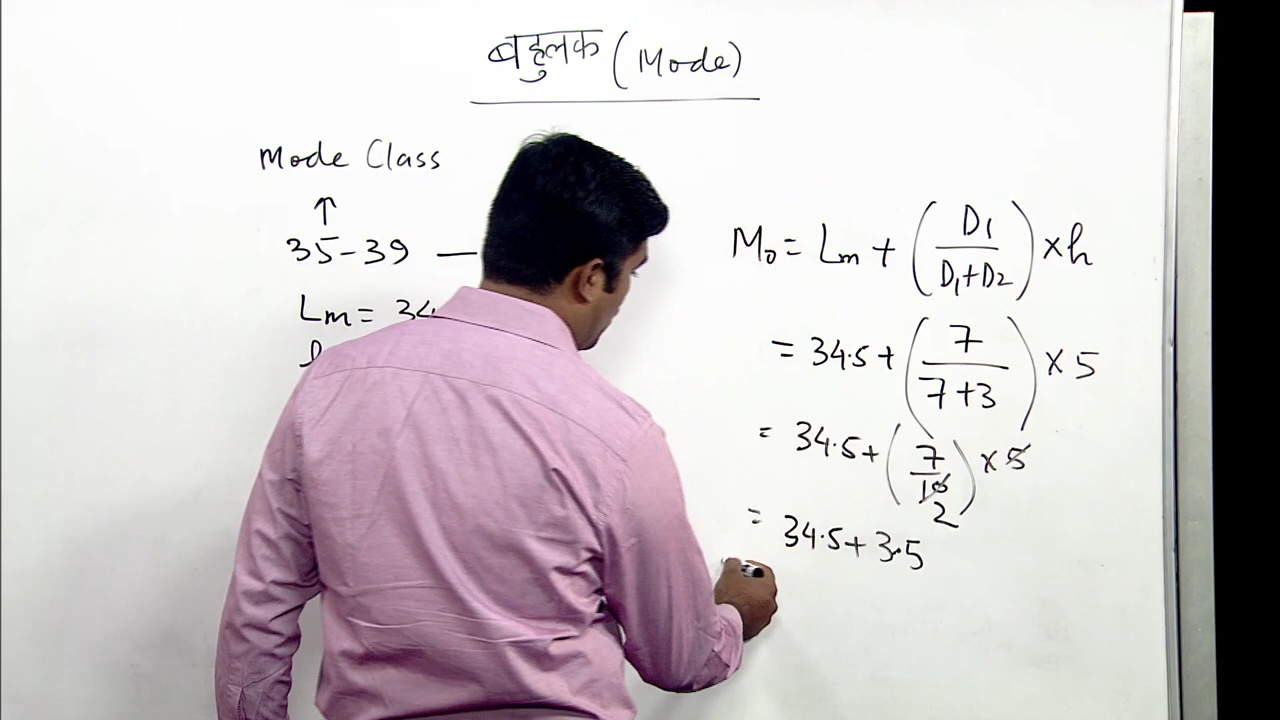 बहुलक (Mode)
Mode Class
↑
35-39 —
Lm = 34
M₀ = Lm + (D1/D1+D2) × h
= 34.5 + (7/7+3) × 5
= 34.5 + (7/10) × 5
2
= 34.5 + 3.5